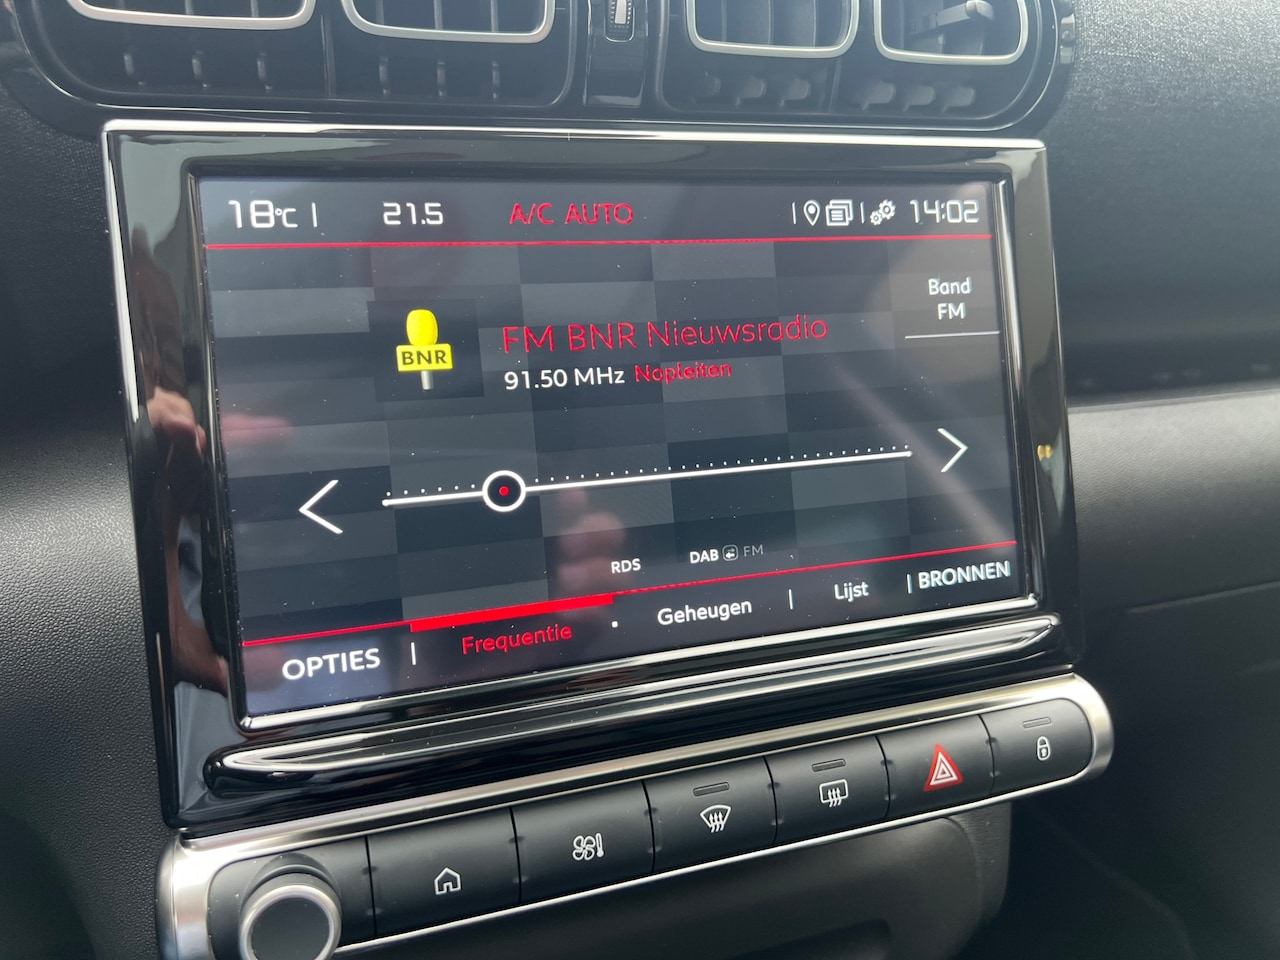 18°C | 21.5 A/C AUTO 14:02
Band
FM
BNR
FM BNR Nieuwsradio
91.50 MHz Nopleiten
RDS DAB FM
OPTIES | Frequentie Geheugen | Lijst | BRONNEN